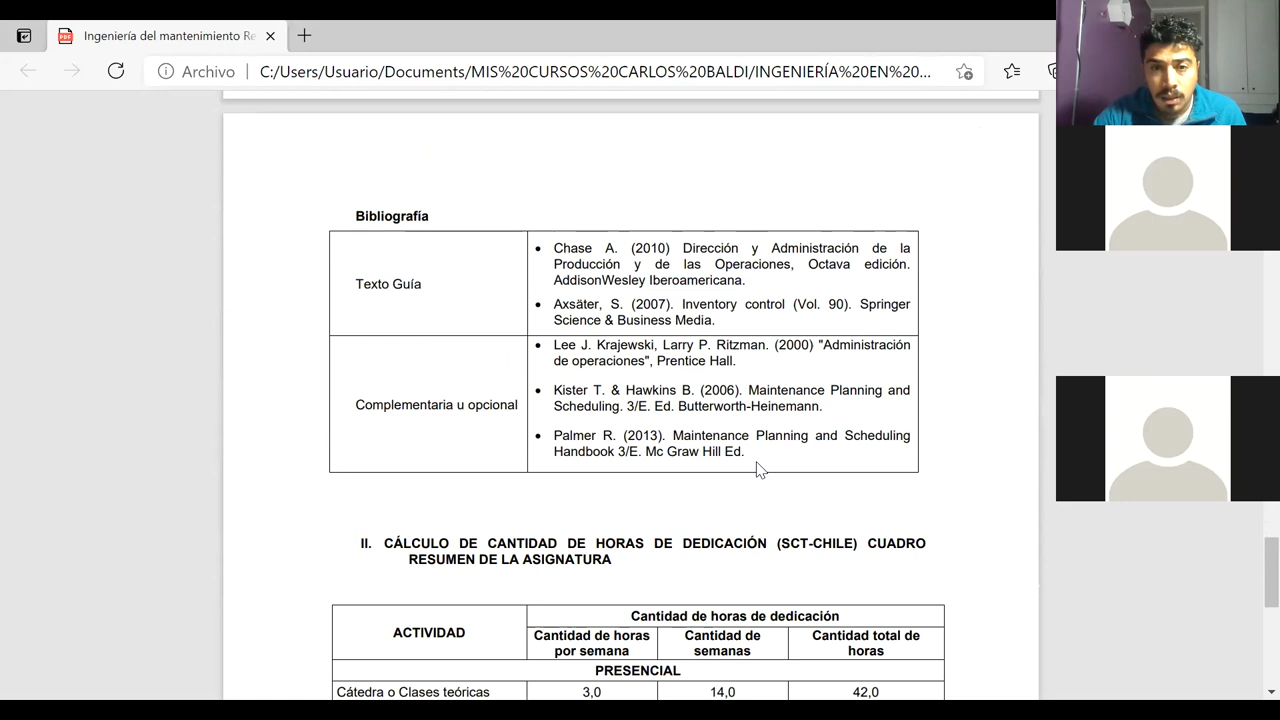 Ingeniería del mantenimiento Re
Archivo
C:/Users/Usuario/Documents/MIS%20CURSOS%20CARLOS%20BALDI/INGENIERÍA%20EN%20...
Bibliografía
Texto Guía
• Chase A. (2010) Dirección y Administración de la
Producción y de las Operaciones, Octava edición.
AddisonWesley Iberoamericana.
• Axsäter, S. (2007). Inventory control (Vol. 90). Springer
Science & Business Media.
Complementaria u opcional
• Lee J. Krajewski, Larry P. Ritzman. (2000) "Administración
de operaciones", Prentice Hall.
• Kister T. & Hawkins B. (2006). Maintenance Planning and
Scheduling. 3/E. Ed. Butterworth-Heinemann.
• Palmer R. (2013). Maintenance Planning and Scheduling
Handbook 3/E. Mc Graw Hill Ed.
II. CÁLCULO DE CANTIDAD DE HORAS DE DEDICACIÓN (SCT-CHILE) CUADRO
RESUMEN DE LA ASIGNATURA
ACTIVIDAD
Cantidad de horas de dedicación
Cantidad de horas
por semana
Cantidad de
semanas
Cantidad total de
horas
PRESENCIAL
Cátedra o Clases teóricas 3,0 14,0 42,0